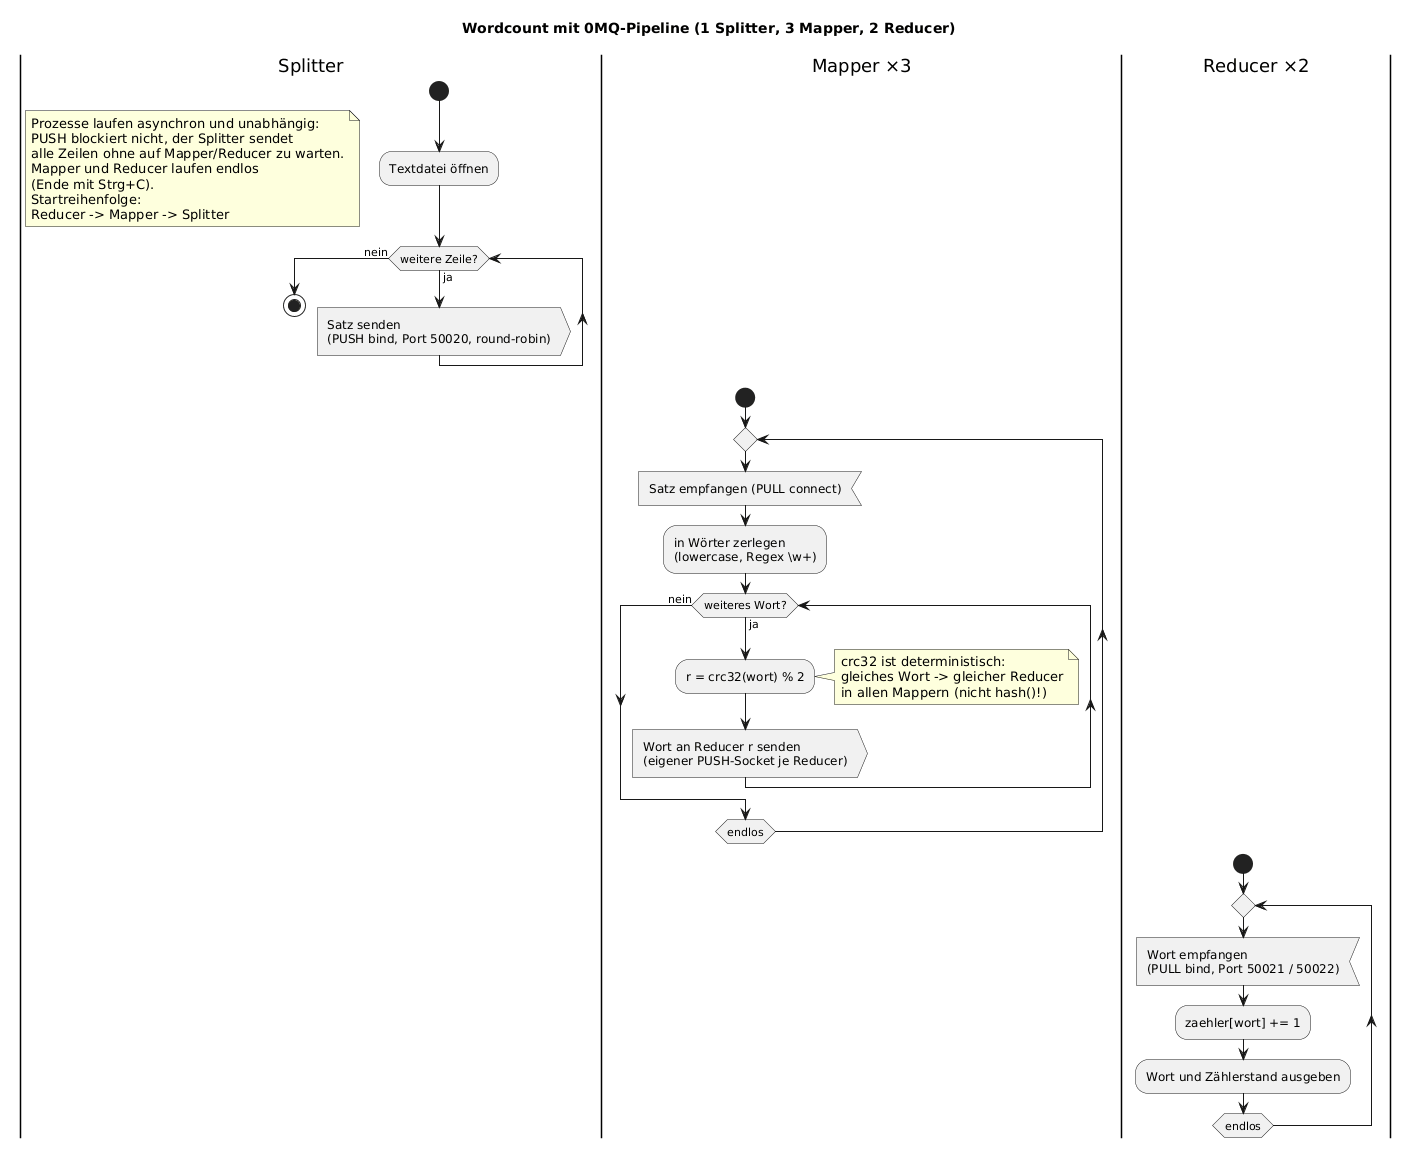 Wordcount mit 0MQ-Pipeline (1 Splitter, 3 Mapper, 2 Reducer)
Splitter
Mapper ×3
Reducer ×2
Prozesse laufen asynchron und unabhängig:
PUSH blockiert nicht, der Splitter sendet
alle Zeilen ohne auf Mapper/Reducer zu warten.
Mapper und Reducer laufen endlos
(Ende mit Strg+C).
Startreihenfolge:
Reducer -> Mapper -> Splitter
Textdatei öffnen
nein
weitere Zeile?
ja
Satz senden
(PUSH bind, Port 50020, round-robin)
Satz empfangen (PULL connect)
in Wörter zerlegen
(lowercase, Regex \w+)
nein
weiteres Wort?
ja
r = crc32(wort) % 2
crc32 ist deterministisch:
gleiches Wort -> gleicher Reducer
in allen Mappern (nicht hash()!)
Wort an Reducer r senden
(eigener PUSH-Socket je Reducer)
endlos
Wort empfangen
(PULL bind, Port 50021 / 50022)
zaehler[wort] += 1
Wort und Zählerstand ausgeben
endlos